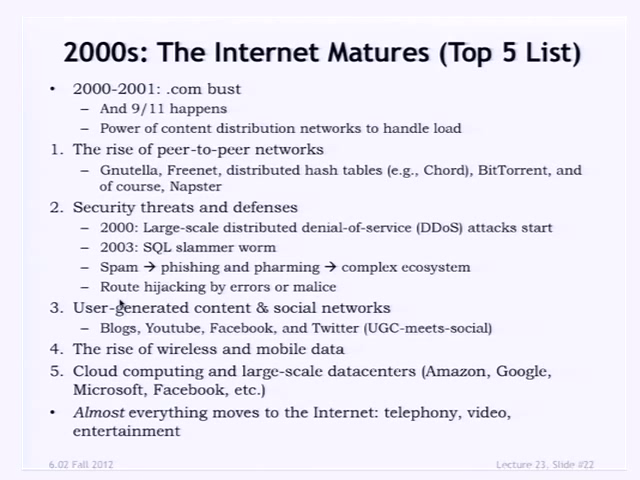 2000s: The Internet Matures (Top 5 List)
• 2000-2001: .com bust
– And 9/11 happens
– Power of content distribution networks to handle load
1. The rise of peer-to-peer networks
– Gnutella, Freenet, distributed hash tables (e.g., Chord), BitTorrent, and
of course, Napster
2. Security threats and defenses
– 2000: Large-scale distributed denial-of-service (DDoS) attacks start
– 2003: SQL slammer worm
– Spam → phishing and pharming → complex ecosystem
– Route hijacking by errors or malice
3. User-generated content & social networks
– Blogs, Youtube, Facebook, and Twitter (UGC-meets-social)
4. The rise of wireless and mobile data
5. Cloud computing and large-scale datacenters (Amazon, Google,
Microsoft, Facebook, etc.)
• Almost everything moves to the Internet: telephony, video,
entertainment
6.02 Fall 2012 Lecture 23, Slide #22